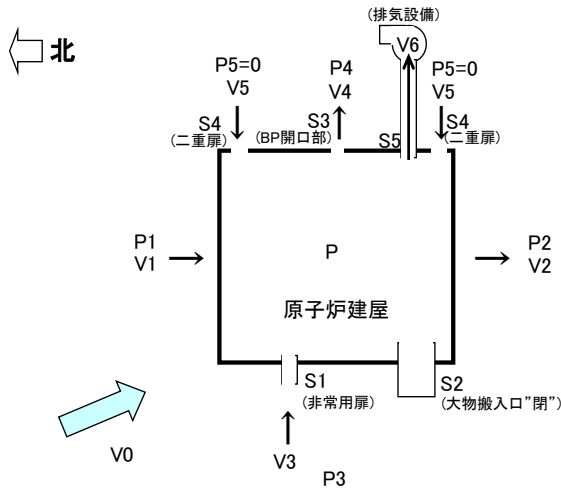 (排気設備)
V6
北
P5=0
V5
P4
V4
P5=0
V5
S4
(二重扉)
S3
(BP開口部)
S5
S4
(二重扉)
P1
V1
P
P2
V2
原子炉建屋
S1
(非常用扉)
S2
(大物搬入口”閉”)
V0
V3
P3